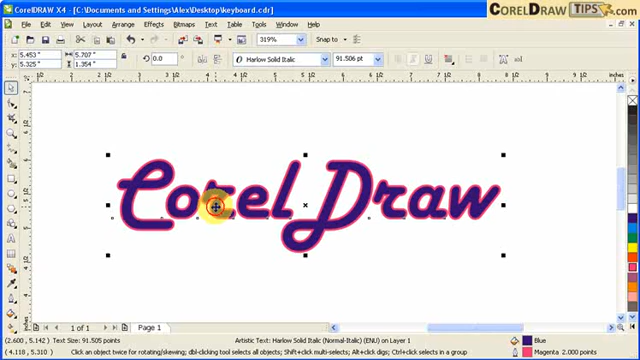 CorelDRAW X4 - [C:\Documents and Settings\Alex\Desktop\keyboard.cdr]
CORELDRAWTIPS.COM
File Edit View Layout Arrange Effects Bitmaps Text Table Tools Window Help
319% Snap to
x: 5.453 " 5.707 " 0.0 Harlow Solid Italic 91.506 pt
y: 5.325 " 1.354 "
inches
Corel Draw
1 of 1 Page 1
(2.600, 5.142) Text Size: 91.505 points Artistic Text: Harlow Solid Italic (Normal-Italic) (ENU) on Layer 1 Blue
(4.118, 5.310) Click an object twice for rotating/skewing; dbl-clicking tool selects all objects; Shift+click multi-selects; Alt+click digs; Ctrl+click selects in a group Magenta 2.000 points